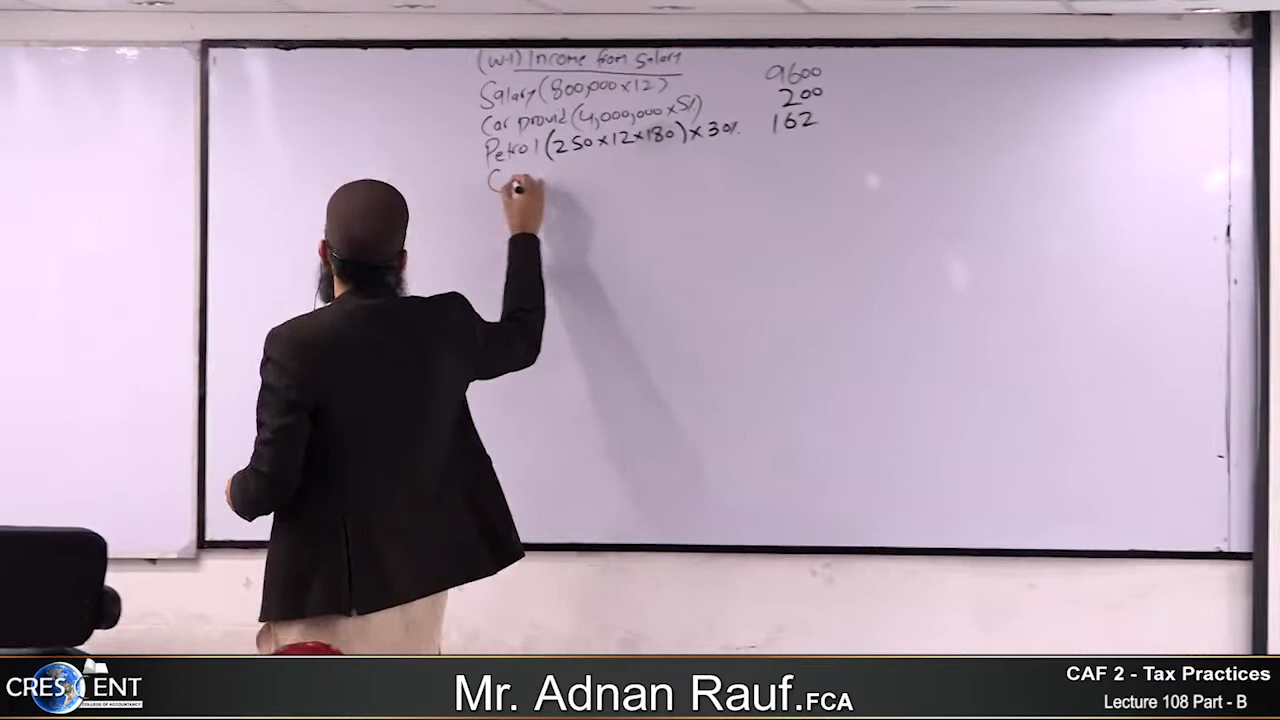 (W-1) Income from Salary
Salary (800,000 x 12) 9600
Car provid (4,000,000 x 5%) 200
Petrol (250 x 12 x 180) x 30% 162
C
CRESCENT
COLLEGE OF ACCOUNTANCY
Mr. Adnan Rauf.FCA
CAF 2 - Tax Practices
Lecture 108 Part - B